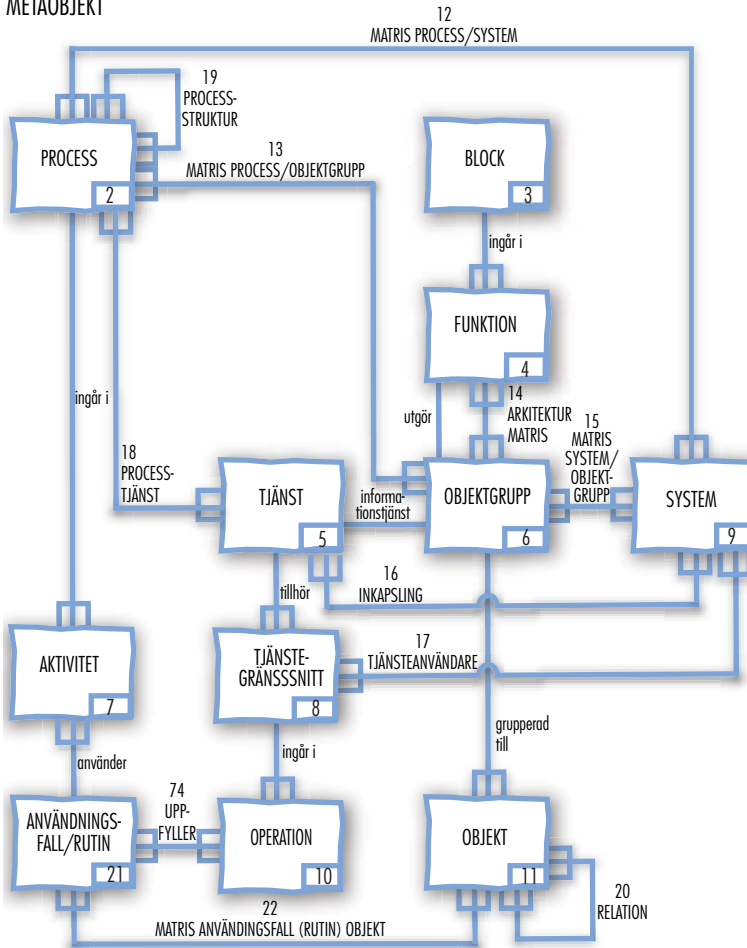 METAOBJEKT
12
MATRIS PROCESS/SYSTEM
19
PROCESS-
STRUKTUR
13
MATRIS PROCESS/OBJEKTGRUPP
PROCESS
2
BLOCK
3
ingår i
FUNKTION
4
ingår i
utgör
14
ARKITEKTUR
MATRIS
15
MATRIS
SYSTEM/
OBJEKT-
GRUPP
18
PROCESS-
TJÄNST
TJÄNST
5
informa-
tionstjänst
OBJEKTGRUPP
6
SYSTEM
9
16
INKAPSLING
tillhör
17
TJÄNSTEANVÄNDARE
AKTIVITET
7
TJÄNSTE-
GRÄNSSSNITT
8
använder
ingår i
grupperad
till
74
UPP-
FYLLER
ANVÄNDNINGS-
FALL/RUTIN
21
OPERATION
10
OBJEKT
11
20
RELATION
22
MATRIS ANVÄNDINGSFALL (RUTIN) OBJEKT